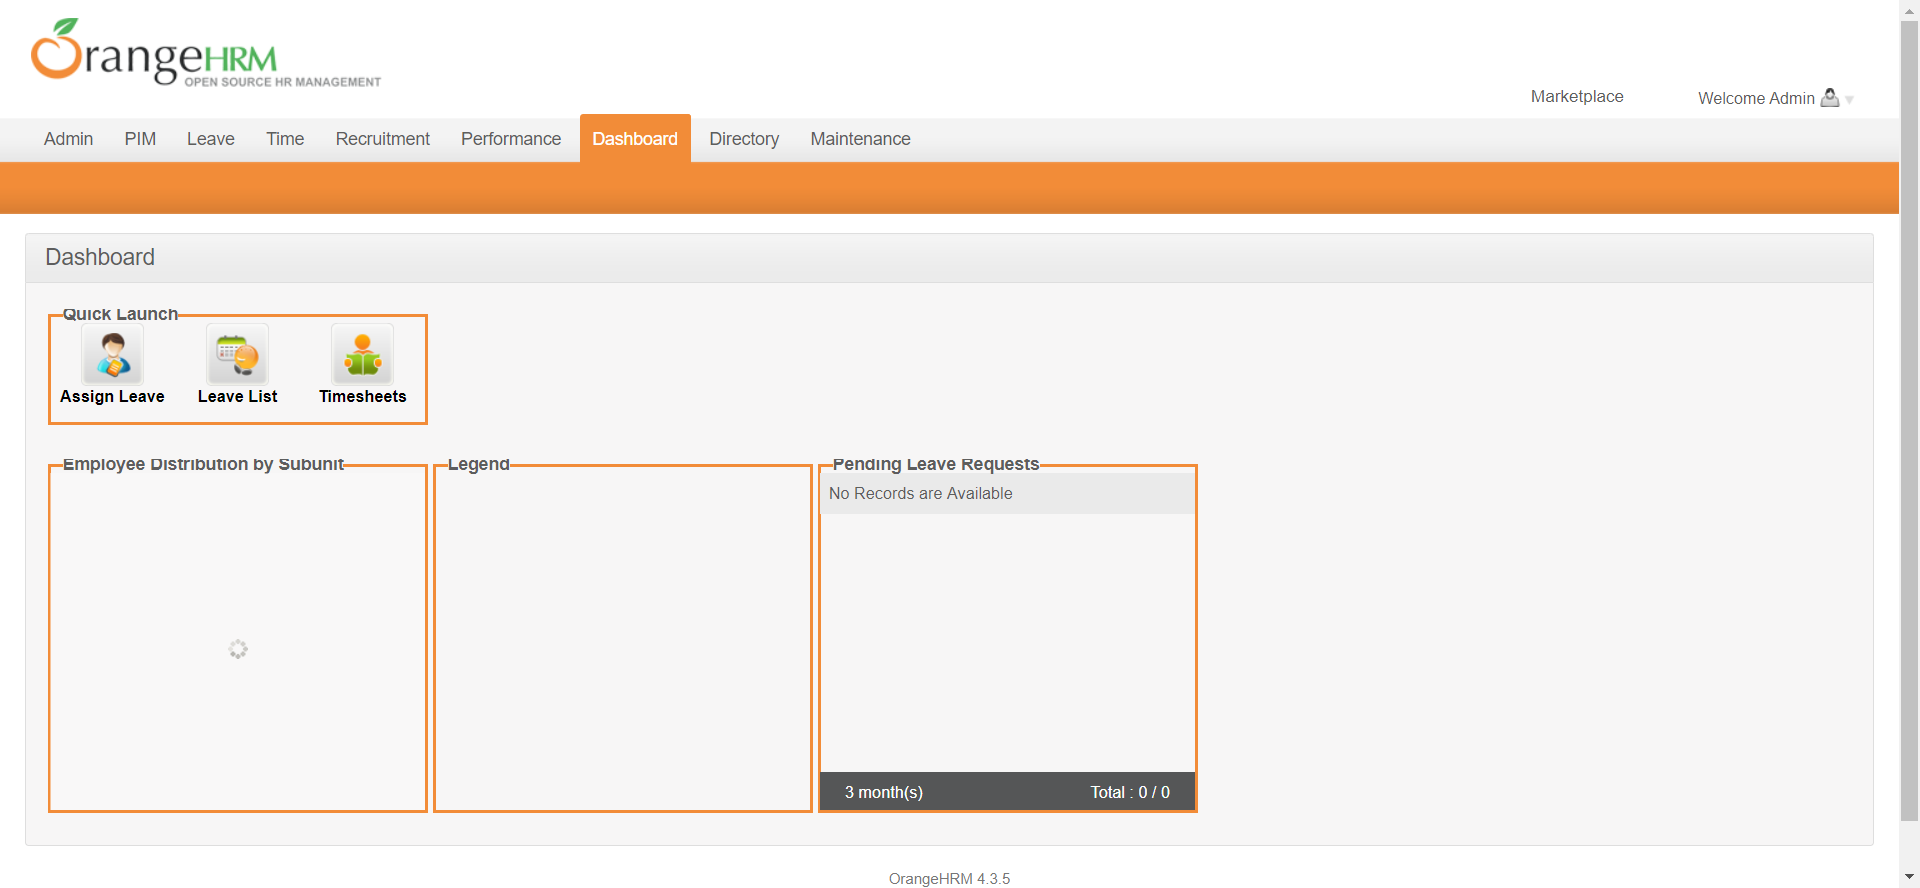 OrangeHRM
OPEN SOURCE HR MANAGEMENT
Marketplace
Welcome Admin
Admin PIM Leave Time Recruitment Performance Dashboard Directory Maintenance
Dashboard
Quick Launch
Assign Leave Leave List Timesheets
Employee Distribution by Subunit
Legend
Pending Leave Requests
No Records are Available
3 month(s) Total : 0 / 0
OrangeHRM 4.3.5